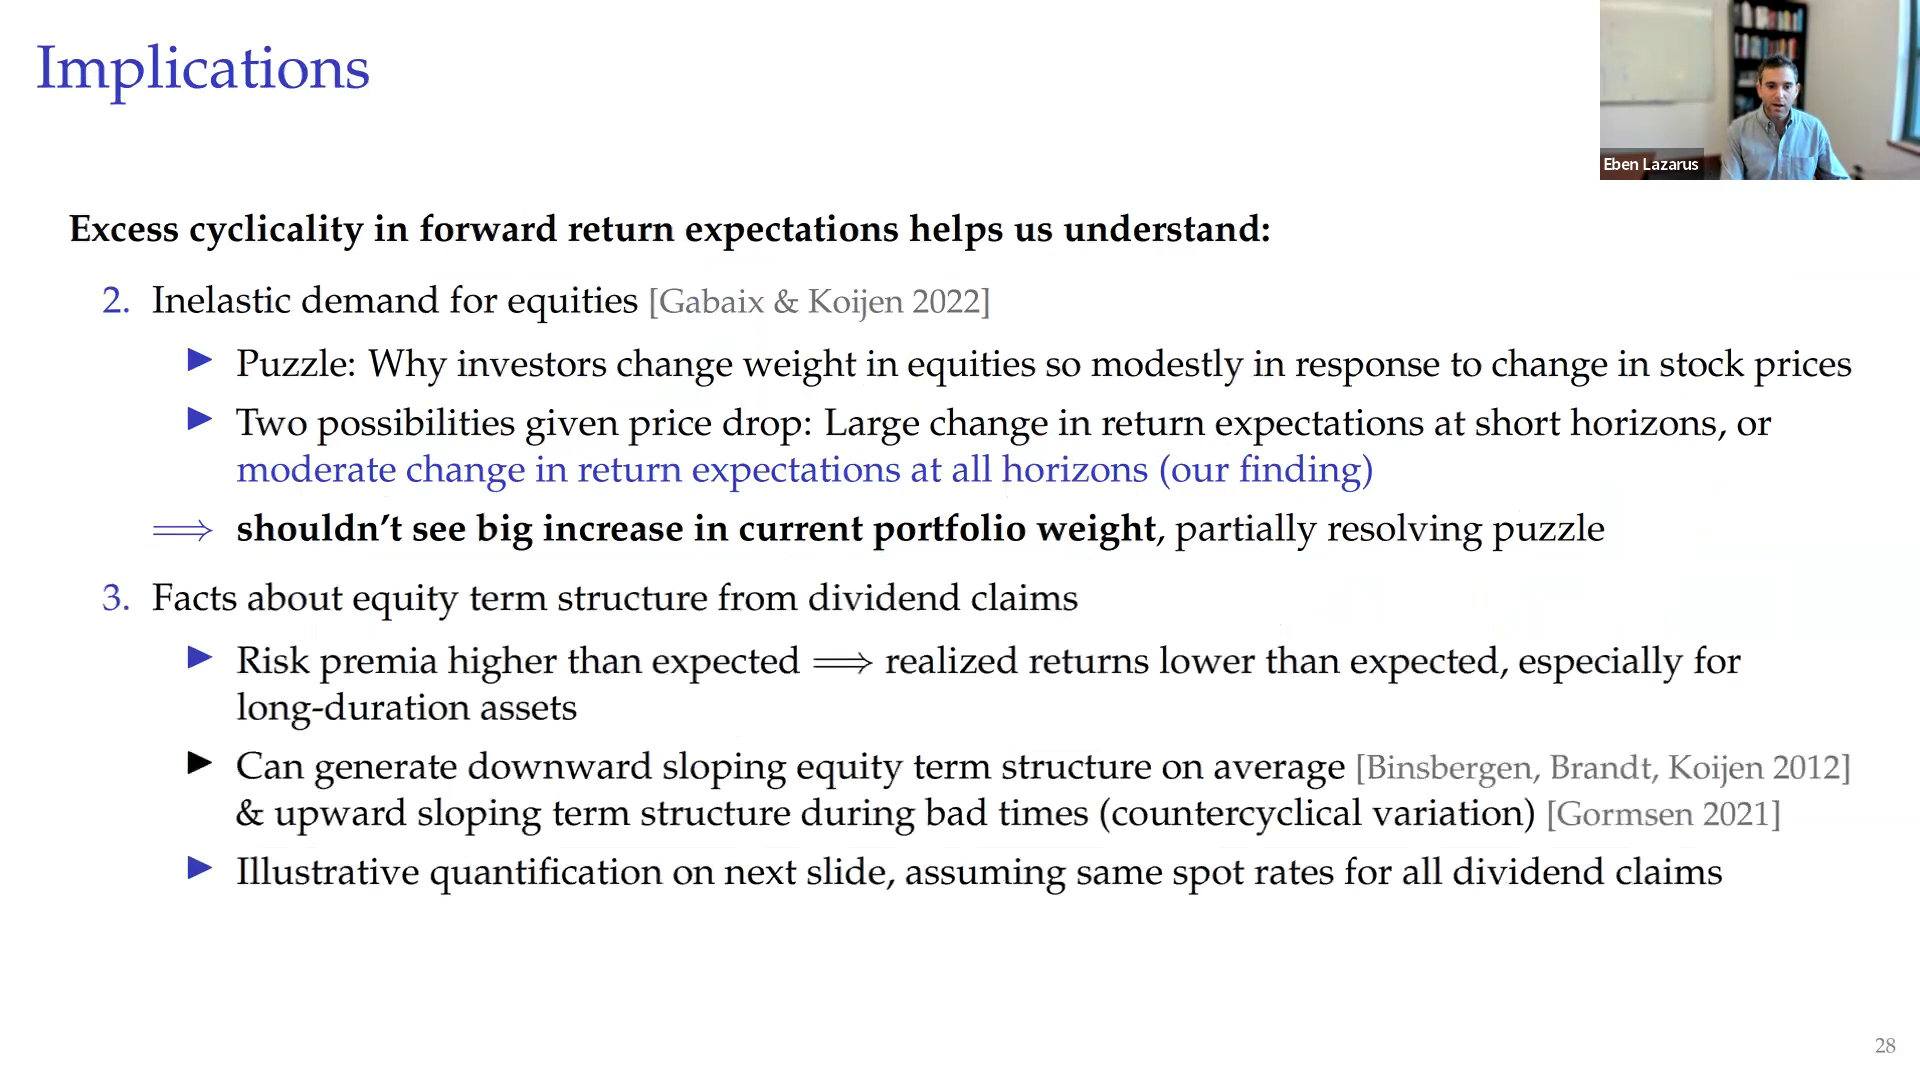 Implications
Eben Lazarus
Excess cyclicality in forward return expectations helps us understand:
2. Inelastic demand for equities [Gabaix & Koijen 2022]
▶ Puzzle: Why investors change weight in equities so modestly in response to change in stock prices
▶ Two possibilities given price drop: Large change in return expectations at short horizons, or
moderate change in return expectations at all horizons (our finding)
⟹ shouldn't see big increase in current portfolio weight, partially resolving puzzle
3. Facts about equity term structure from dividend claims
▶ Risk premia higher than expected ⟹ realized returns lower than expected, especially for
long-duration assets
▶ Can generate downward sloping equity term structure on average [Binsbergen, Brandt, Koijen 2012]
& upward sloping term structure during bad times (countercyclical variation) [Gormsen 2021]
▶ Illustrative quantification on next slide, assuming same spot rates for all dividend claims
28